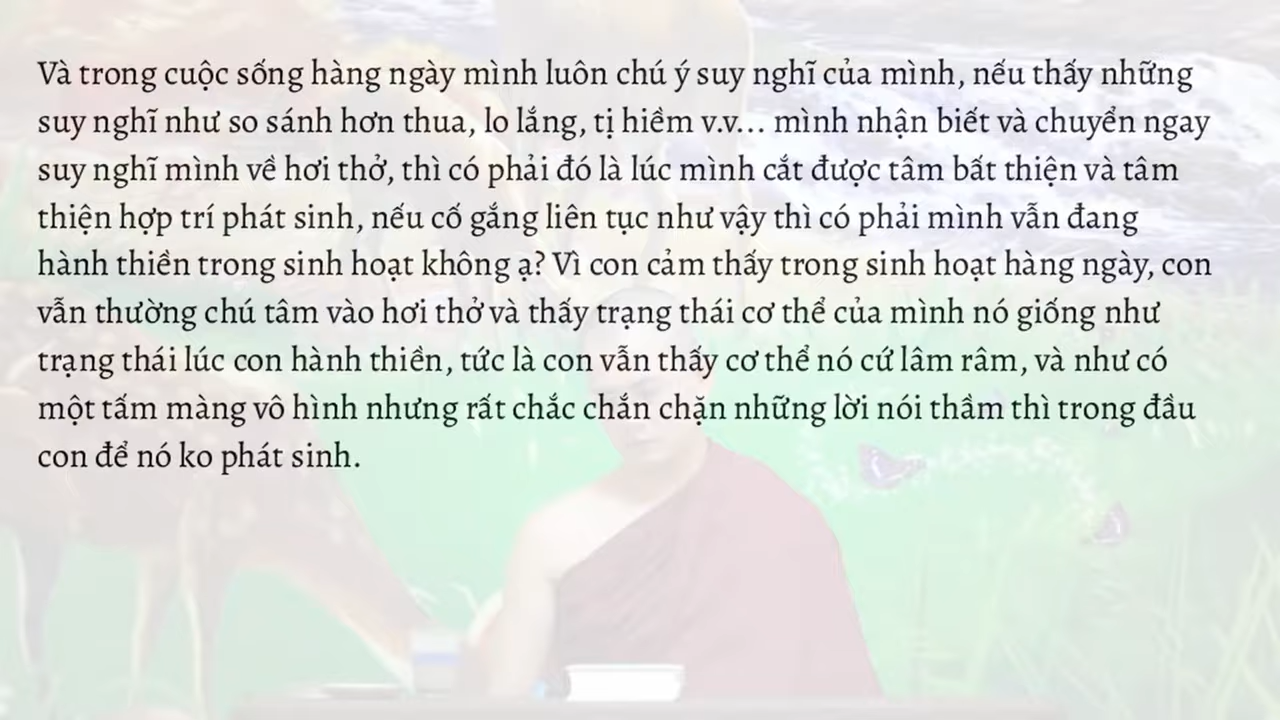 Và trong cuộc sống hàng ngày mình luôn chú ý suy nghĩ của mình, nếu thấy những
suy nghĩ như so sánh hơn thua, lo lắng, tị hiềm v.v... mình nhận biết và chuyển ngay
suy nghĩ mình về hơi thở, thì có phải đó là lúc mình cắt được tâm bất thiện và tâm
thiện hợp trí phát sinh, nếu cố gắng liên tục như vậy thì có phải mình vẫn đang
hành thiền trong sinh hoạt không ạ? Vì con cảm thấy trong sinh hoạt hàng ngày, con
vẫn thường chú tâm vào hơi thở và thấy trạng thái cơ thể của mình nó giống như
trạng thái lúc con hành thiền, tức là con vẫn thấy cơ thể nó cứ lâm râm, và như có
một tấm màng vô hình nhưng rất chắc chắn chặn những lời nói thầm thì trong đầu
con để nó ko phát sinh.